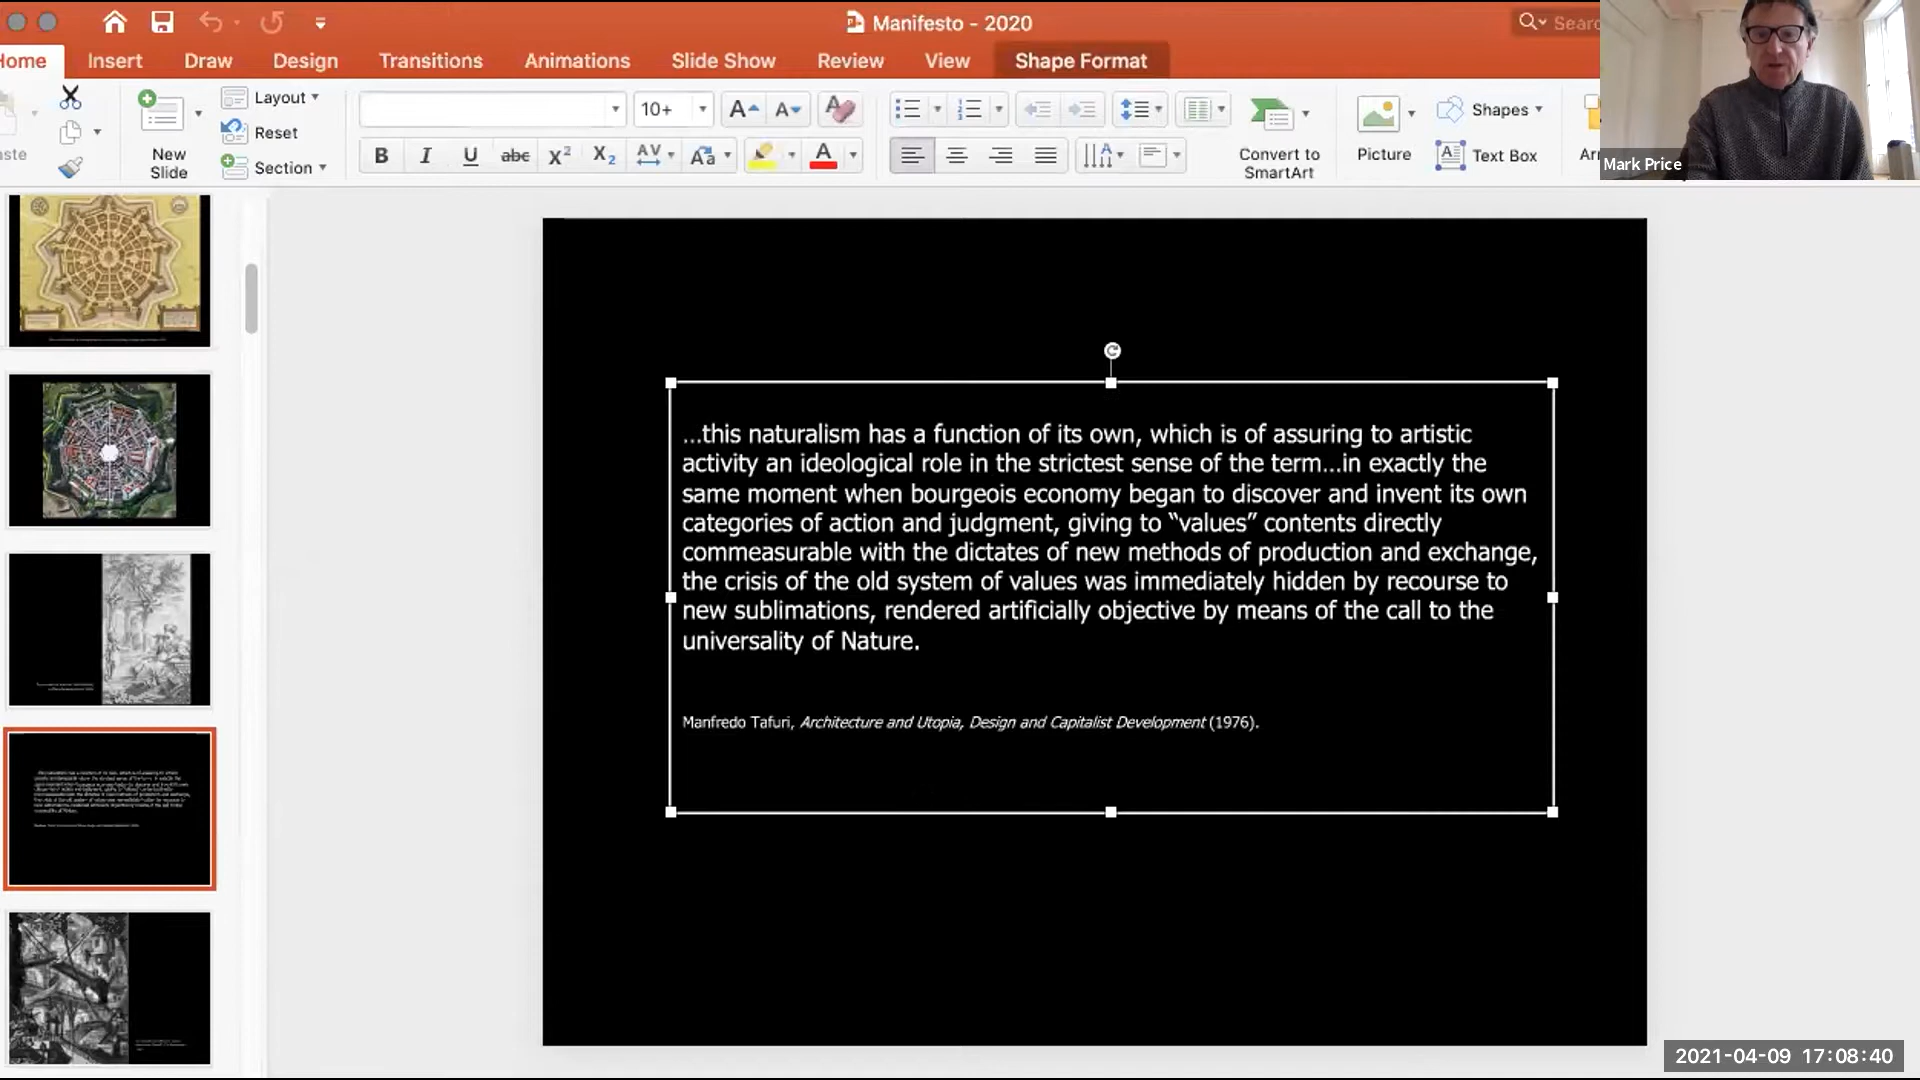 Manifesto - 2020
Home Insert Draw Design Transitions Animations Slide Show Review View Shape Format
Layout
Reset
Section
New
Slide
10+
Convert to
SmartArt
Picture
Shapes
Text Box
Mark Price
…this naturalism has a function of its own, which is of assuring to artistic
activity an ideological role in the strictest sense of the term…in exactly the
same moment when bourgeois economy began to discover and invent its own
categories of action and judgment, giving to “values” contents directly
commeasurable with the dictates of new methods of production and exchange,
the crisis of the old system of values was immediately hidden by recourse to
new sublimations, rendered artificially objective by means of the call to the
universality of Nature.
Manfredo Tafuri, Architecture and Utopia, Design and Capitalist Development (1976).
2021-04-09 17:08:40